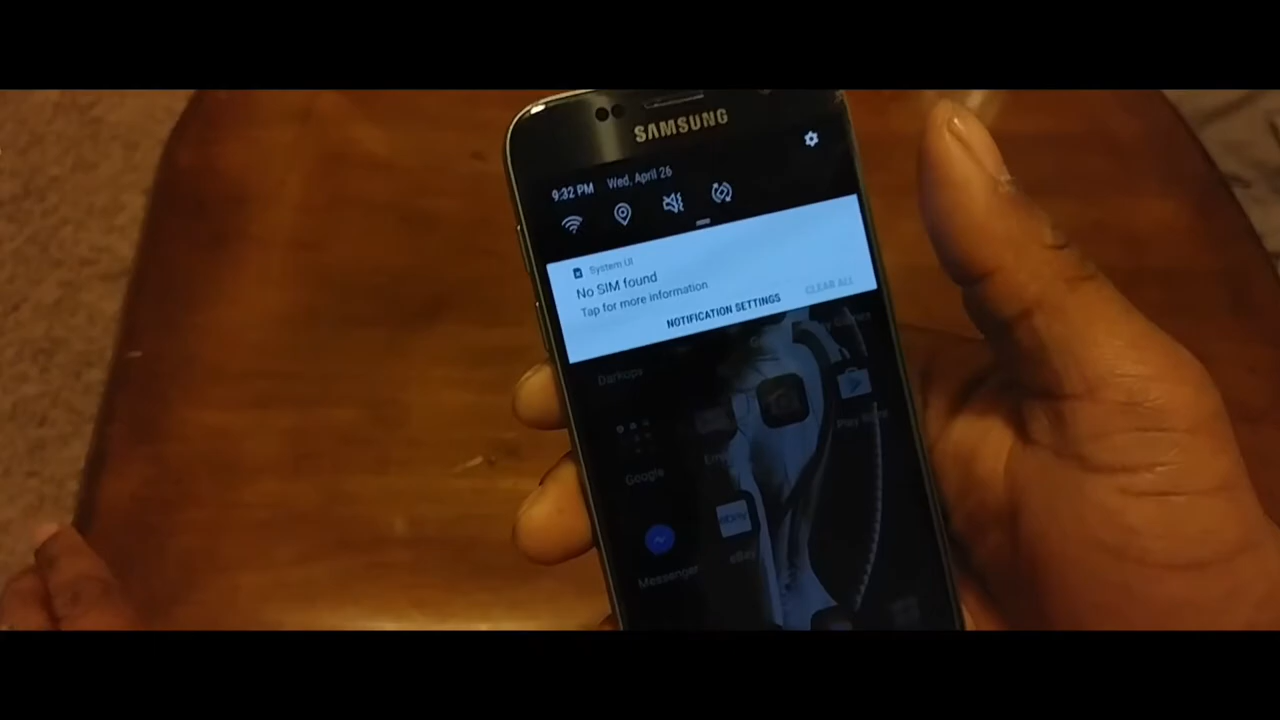 SAMSUNG
9:32 PM Wed, April 26
System UI
No SIM found
Tap for more information
NOTIFICATION SETTINGS
CLEAR ALL
Google
Messenger
eBay